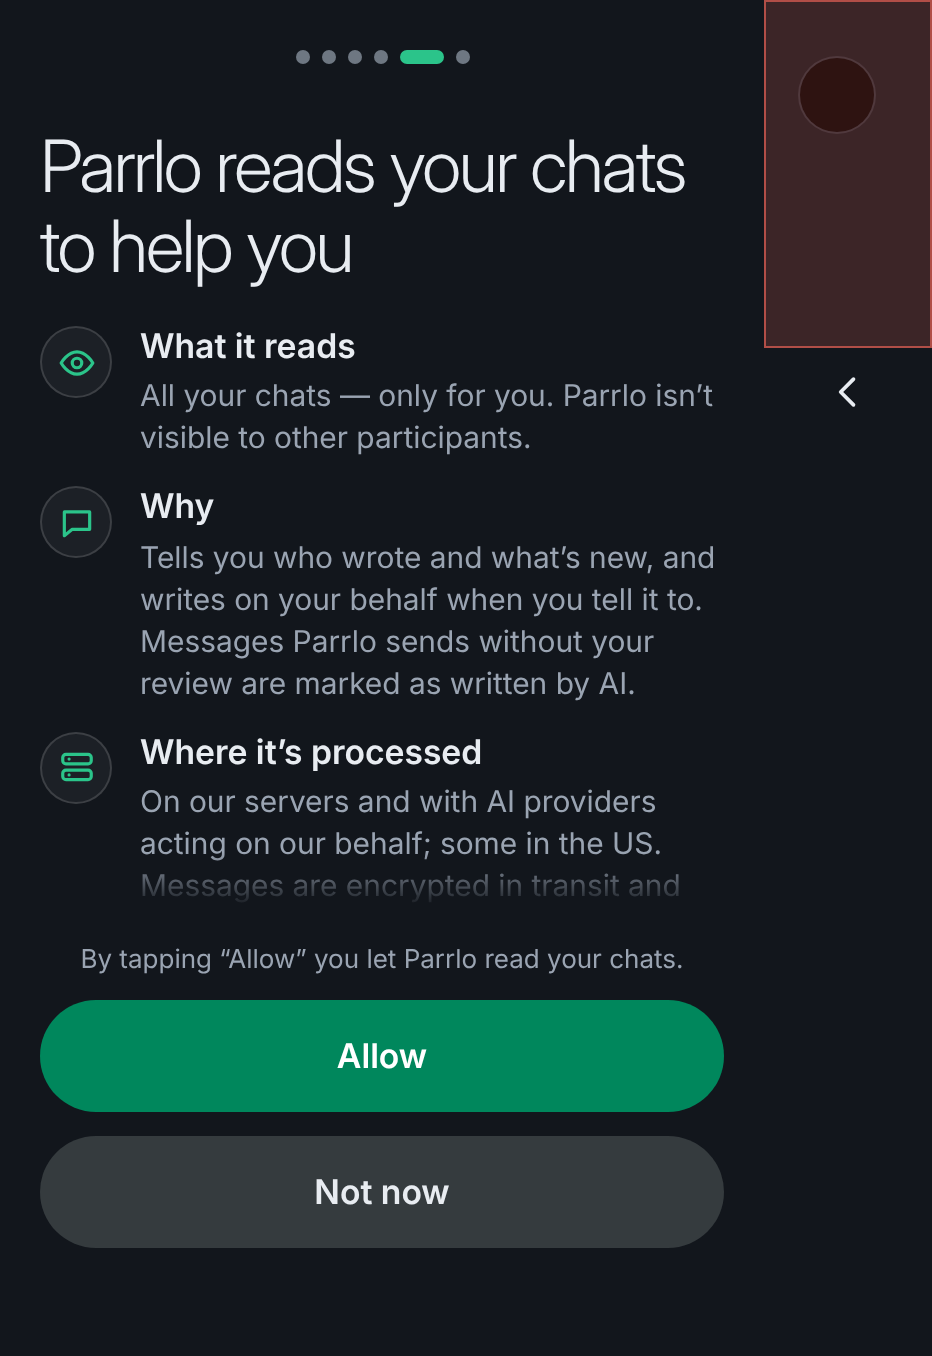 Parrlo reads your chats
to help you
What it reads
All your chats — only for you. Parrlo isn’t
visible to other participants.
Why
Tells you who wrote and what’s new, and
writes on your behalf when you tell it to.
Messages Parrlo sends without your
review are marked as written by AI.
Where it’s processed
On our servers and with AI providers
acting on our behalf; some in the US.
Messages are encrypted in transit and
By tapping “Allow” you let Parrlo read your chats.
Allow
Not now